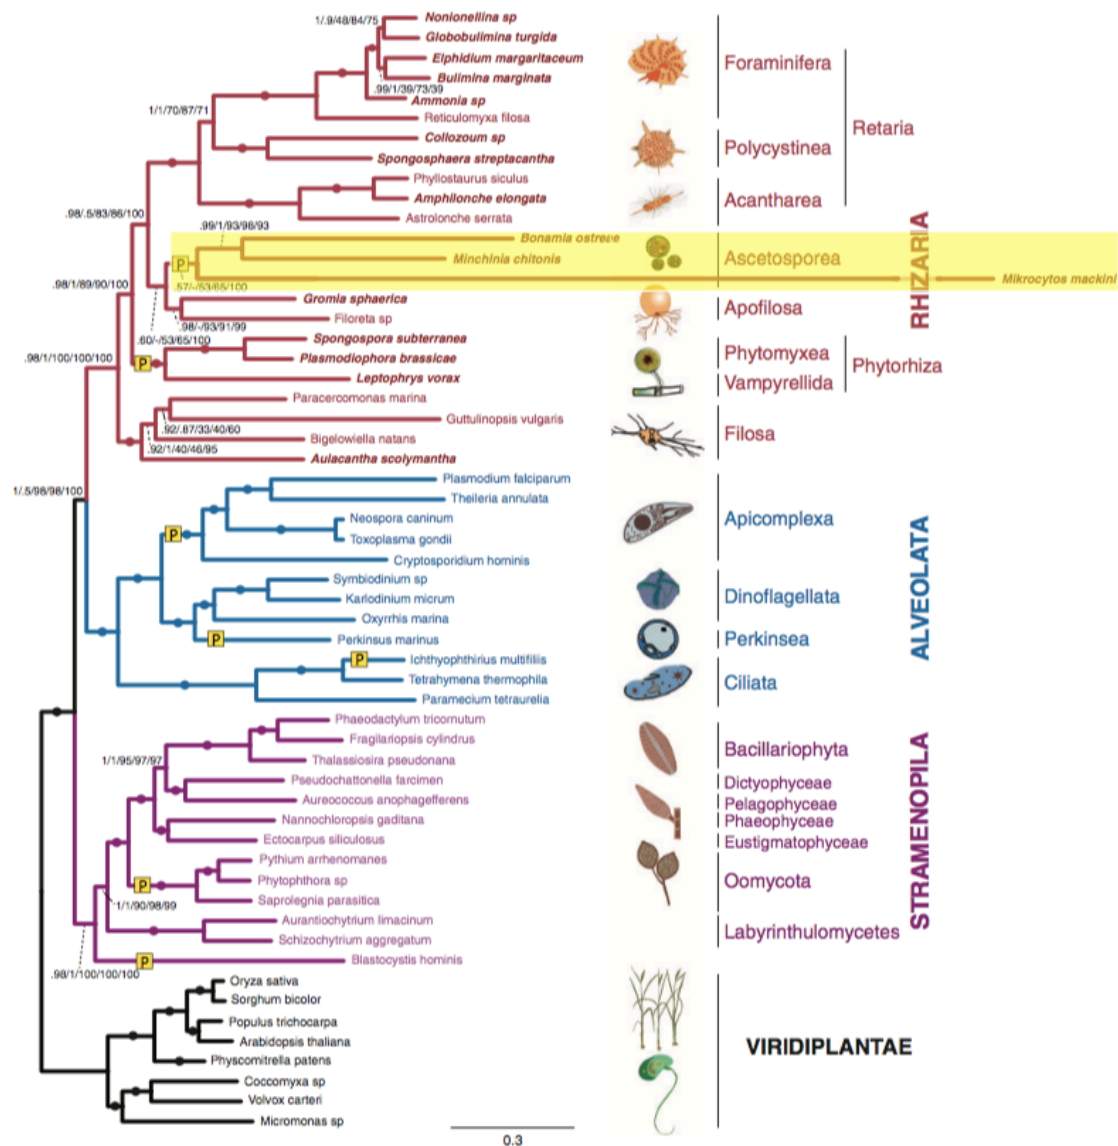 1/.9/48/84/75
Nonionellina sp
Globobulimina turgida
Elphidium margaritaceum
Bulimina marginata
.99/1/39/73/39
Ammonia sp
Reticulomyxa filosa
Foraminifera
1/1/70/87/71
Collozoum sp
Spongosphaera streptacantha
Polycystinea
Retaria
Phyllostaurus siculus
Amphilonche elongata
Astrolonche serrata
Acantharea
.98/.5/83/86/100
.99/1/93/98/93
Bonamia ostreae
Minchinia chitonis
Mikrocytos mackini
Ascetosporea
P
.57/-/53/65/100
RHIZARIA
.98/1/89/90/100
Gromia sphaerica
Filoreta sp
Apofilosa
.98/-/93/91/99
.60/-/53/65/100
Spongospora subterranea
Plasmodiophora brassicae
Leptophrys vorax
P
Phytomyxea
Vampyrellida
Phytorhiza
.98/1/100/100/100
Paracercomonas marina
Guttulinopsis vulgaris
.92/.87/33/40/60
Bigelowiella natans
.92/1/40/46/95
Aulacantha scolymantha
Filosa
1/.5/98/98/100
Plasmodium falciparum
Theileria annulata
Neospora caninum
Toxoplasma gondii
Cryptosporidium hominis
P
Apicomplexa
Symbiodinium sp
Karlodinium micrum
Oxyrrhis marina
Dinoflagellata
Perkinsus marinus
P
Perkinsea
ALVEOLATA
Ichthyophthirius multifiliis
P
Tetrahymena thermophila
Paramecium tetraurelia
Ciliata
Phaeodactylum tricornutum
Fragilariopsis cylindrus
Thalassiosira pseudonana
Bacillariophyta
1/1/95/97/97
Pseudochattonella farcimen
Dictyophyceae
Aureococcus anophagefferens
Pelagophyceae
Nannochloropsis gaditana
Phaeophyceae
Ectocarpus siliculosus
Eustigmatophyceae
Pythium arrhenomanes
Phytophthora sp
Saprolegnia parasitica
P
Oomycota
STRAMENOPILA
1/1/90/98/99
Aurantiochytrium limacinum
Schizochytrium aggregatum
Labyrinthulomycetes
Blastocystis hominis
P
.98/1/100/100/100
Oryza sativa
Sorghum bicolor
Populus trichocarpa
Arabidopsis thaliana
Physcomitrella patens
Coccomyxa sp
Volvox carteri
Micromonas sp
VIRIDIPLANTAE
0.3